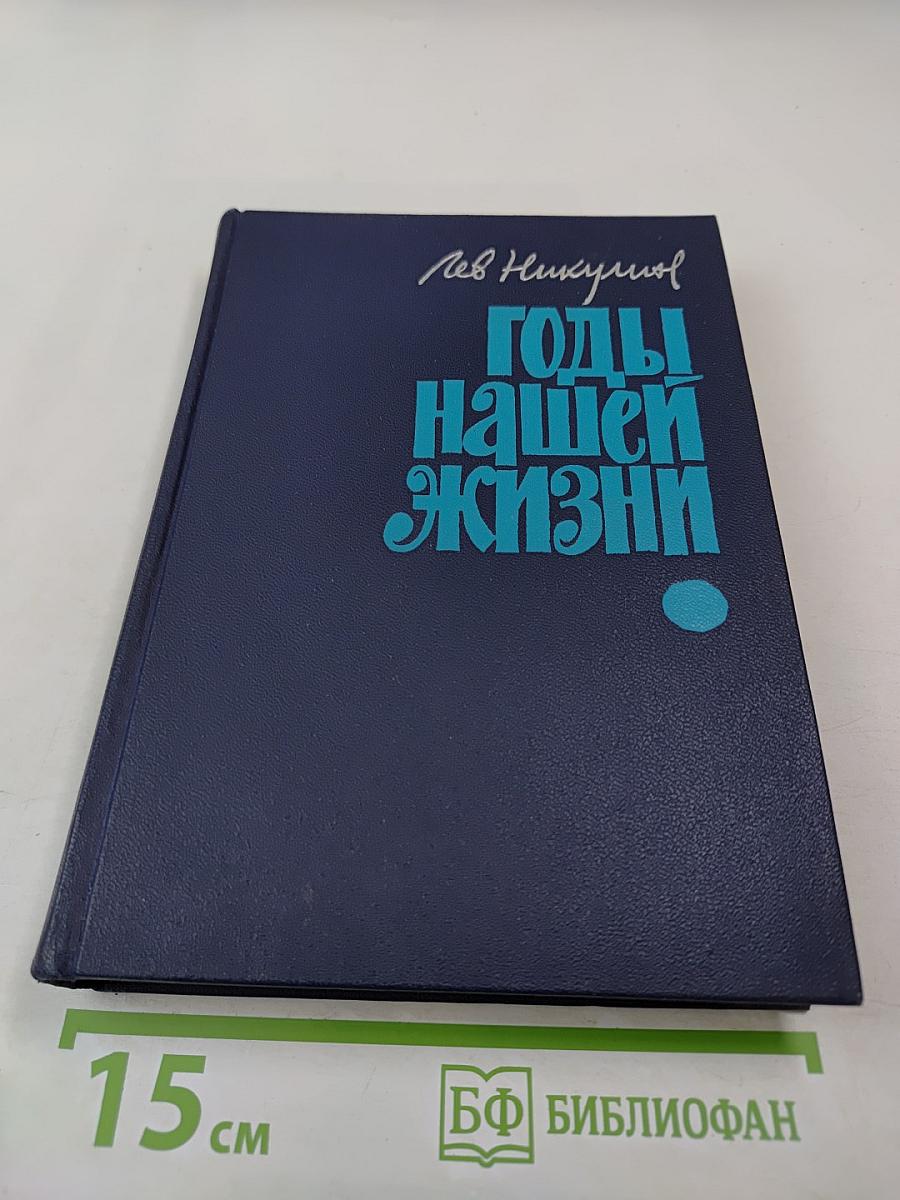 Лев Никулин
ГОДЫ
НАШЕЙ
ЖИЗНИ
15 см
БФ БИБЛИОФАН